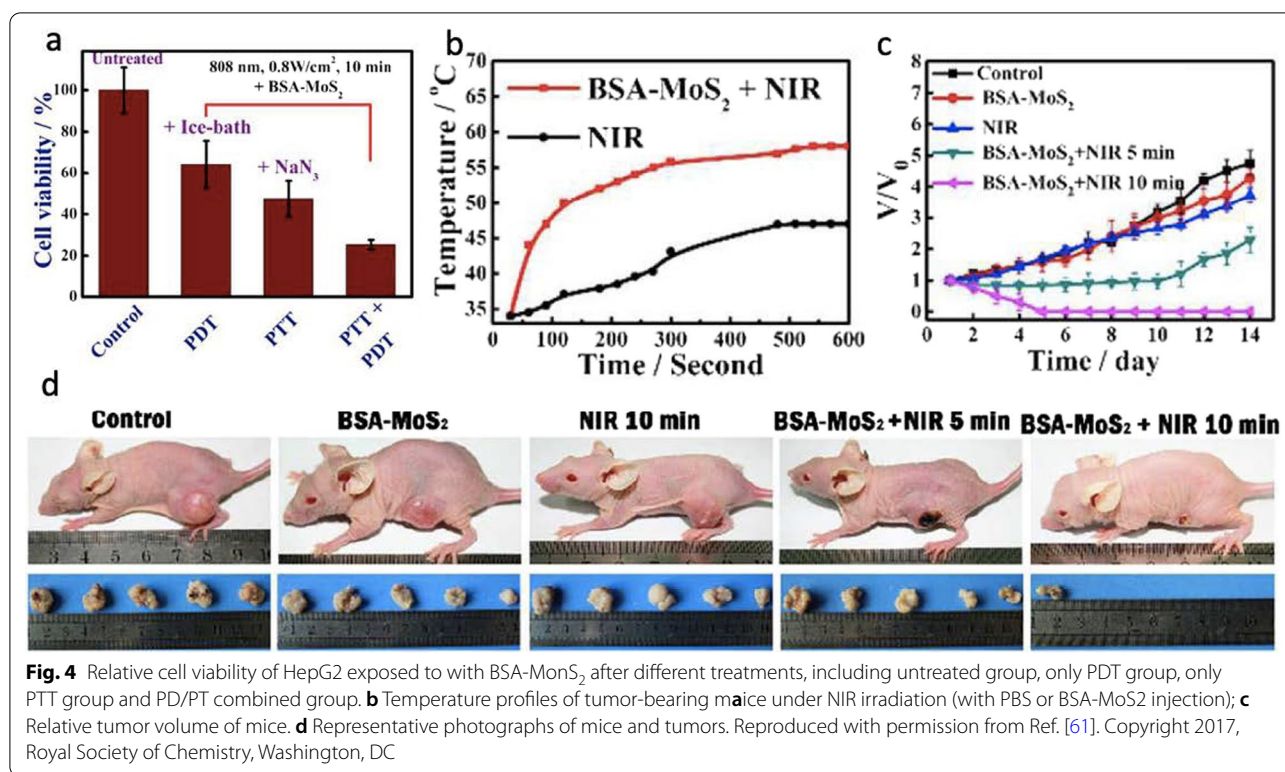 a
Untreated
808 nm, 0.8W/cm², 10 min
+ BSA-MoS₂
+ Ice-bath
+ NaN₃
Cell viability / %
100
80
60
40
20
0
Control
PDT
PTT
PTT +
PDT
b
BSA-MoS₂ + NIR
NIR
Temperature / °C
70
65
60
55
50
45
40
35
100 200 300 400 500 600
Time / Second
c
Control
BSA-MoS₂
NIR
BSA-MoS₂+NIR 5 min
BSA-MoS₂+NIR 10 min
V/V₀
8
7
6
5
4
3
2
1
0
0 2 4 6 8 10 12 14
Time / day
d
Control BSA-MoS₂ NIR 10 min BSA-MoS₂+NIR 5 min BSA-MoS₂ + NIR 10 min
Fig. 4 Relative cell viability of HepG2 exposed to with BSA-MonS₂ after different treatments, including untreated group, only PDT group, only
PTT group and PD/PT combined group. b Temperature profiles of tumor-bearing maice under NIR irradiation (with PBS or BSA-MoS2 injection); c
Relative tumor volume of mice. d Representative photographs of mice and tumors. Reproduced with permission from Ref. [61]. Copyright 2017,
Royal Society of Chemistry, Washington, DC